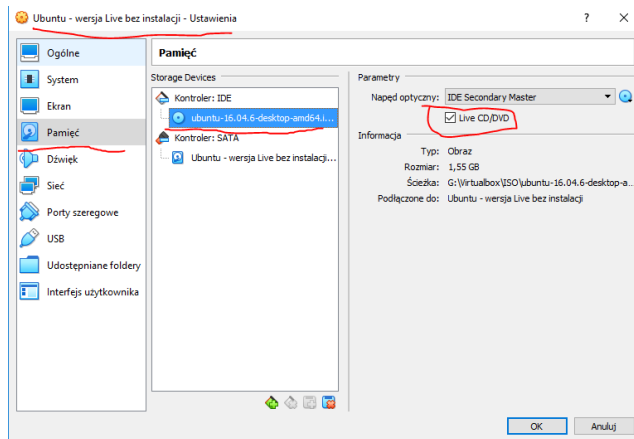 Ubuntu - wersja Live bez instalacji - Ustawienia
Ogólne
System
Ekran
Pamięć
Dźwięk
Sieć
Porty szeregowe
USB
Udostępniane foldery
Interfejs użytkownika
Pamięć
Storage Devices
Kontroler: IDE
ubuntu-16.04.6-desktop-amd64.i...
Kontroler: SATA
Ubuntu - wersja Live bez instalacji...
Parametry
Napęd optyczny: IDE Secondary Master
Live CD/DVD
Informacja
Typ: Obraz
Rozmiar: 1,55 GB
Ścieżka: G:\Virtualbox\ISO\ubuntu-16.04.6-desktop-a...
Podłączone do: Ubuntu - wersja Live bez instalacji
OK
Anuluj